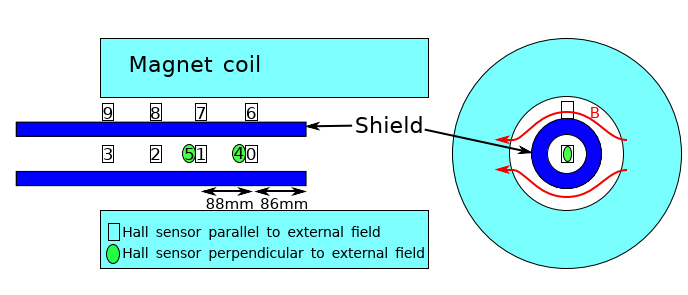 Magnet coil
9 8 7 6
Shield
B
3 2 5 1 4 0
88mm 86mm
Hall sensor parallel to external field
Hall sensor perpendicular to external field